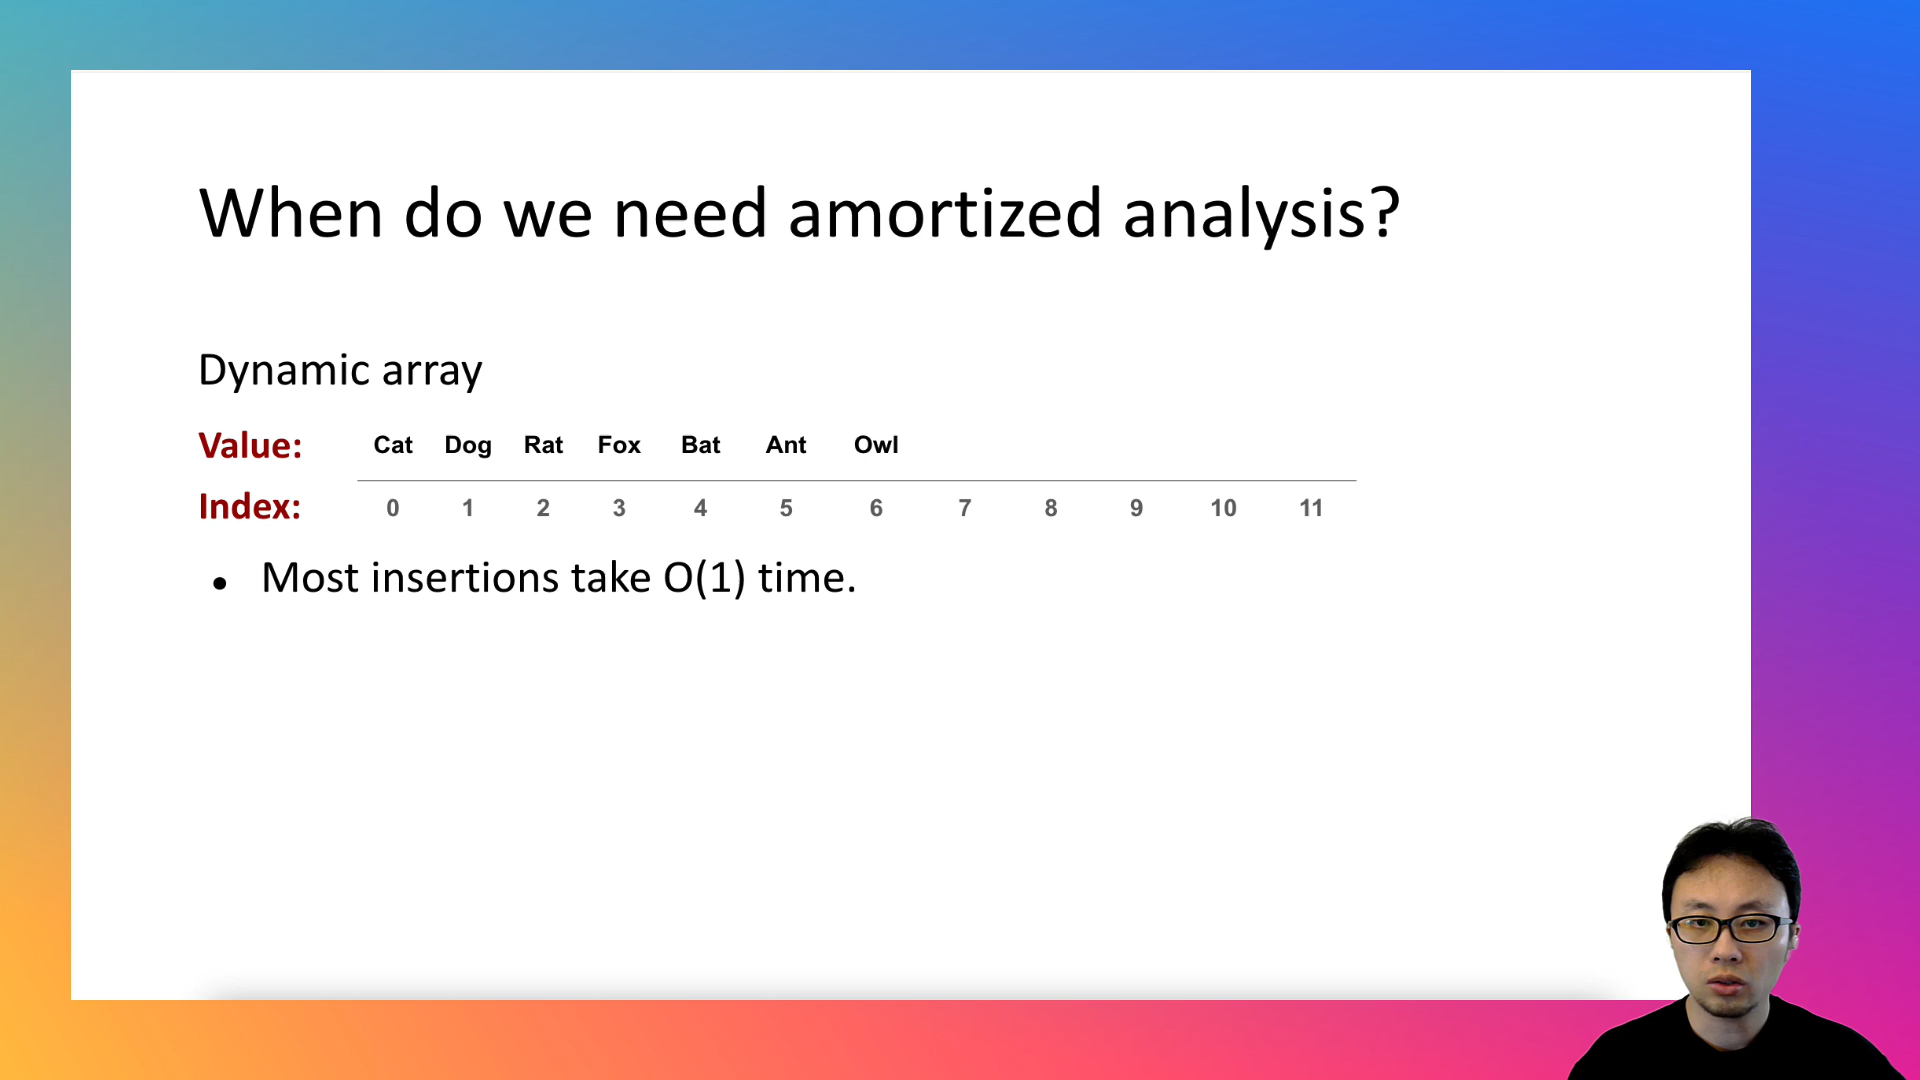 When do we need amortized analysis?
Dynamic array
Value: Cat Dog Rat Fox Bat Ant Owl
Index: 0 1 2 3 4 5 6 7 8 9 10 11
● Most insertions take O(1) time.